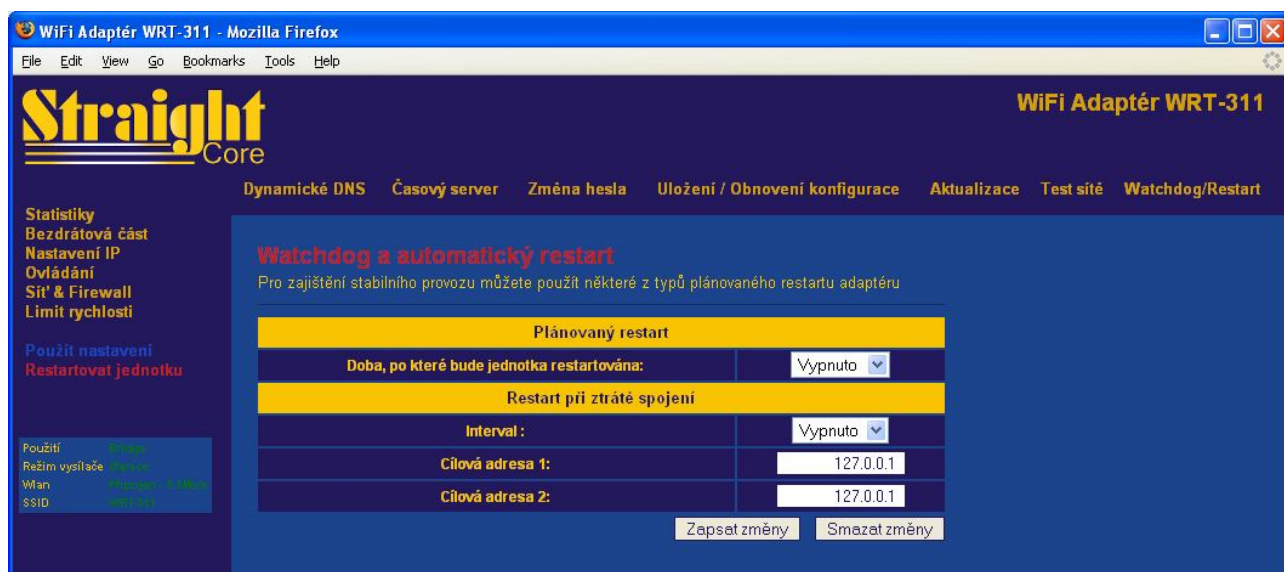 WiFi Adaptér WRT-311 - Mozilla Firefox
File Edit View Go Bookmarks Tools Help
Straight
Core
WiFi Adaptér WRT-311
Dynamické DNS Časový server Změna hesla Uložení / Obnovení konfigurace Aktualizace Test sítě Watchdog/Restart
Statistiky
Bezdrátová část
Nastavení IP
Ovládání
Síť & Firewall
Limit rychlosti
Použít nastavení
Restartovat jednotku
Použití Bridge
Režim vysílače
Wlan
SSID WRT-311
Watchdog a automatický restart
Pro zajištění stabilního provozu můžete použít některé z typů plánovaného restartu adaptéru
Plánovaný restart
Doba, po které bude jednotka restartována: Vypnuto
Restart při ztrátě spojení
Interval : Vypnuto
Cílová adresa 1: 127.0.0.1
Cílová adresa 2: 127.0.0.1
Zapsat změny Smazat změny